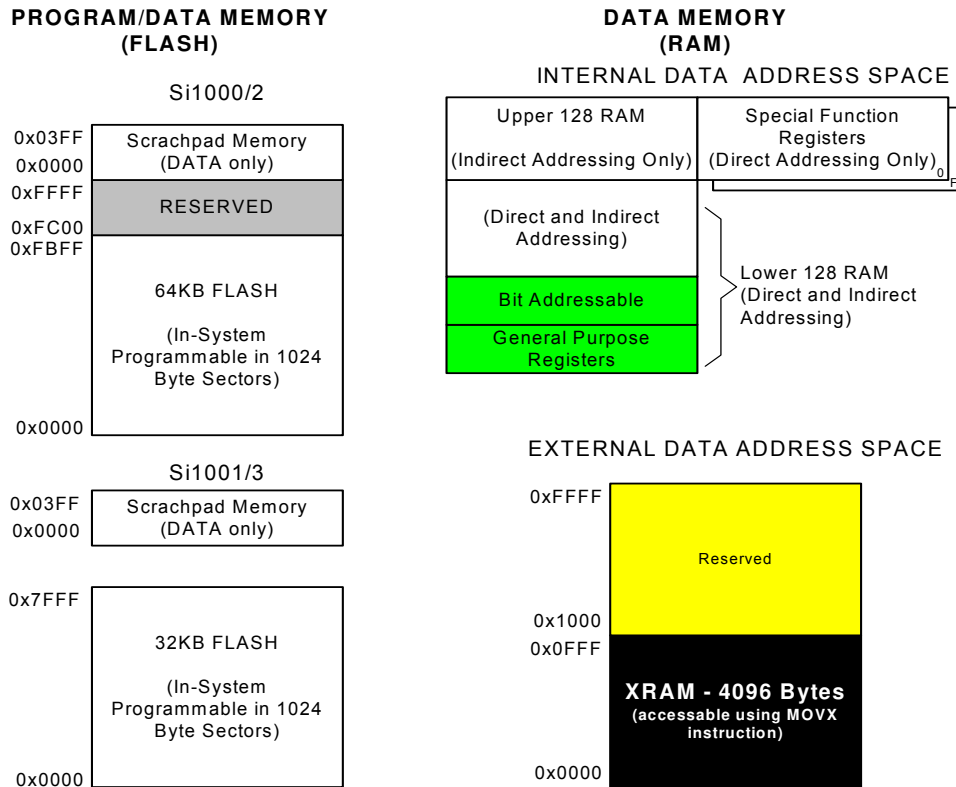 PROGRAM/DATA MEMORY
(FLASH)
Si1000/2
0x03FF
Scrachpad Memory
(DATA only)
0x0000
0xFFFF
RESERVED
0xFC00
0xFBFF
64KB FLASH
(In-System
Programmable in 1024
Byte Sectors)
0x0000
Si1001/3
0x03FF
Scrachpad Memory
(DATA only)
0x0000
0x7FFF
32KB FLASH
(In-System
Programmable in 1024
Byte Sectors)
0x0000
DATA MEMORY
(RAM)
INTERNAL DATA ADDRESS SPACE
Upper 128 RAM
(Indirect Addressing Only)
Special Function
Registers
(Direct Addressing Only)
0
F
(Direct and Indirect
Addressing)
Bit Addressable
General Purpose
Registers
Lower 128 RAM
(Direct and Indirect
Addressing)
EXTERNAL DATA ADDRESS SPACE
0xFFFF
Reserved
0x1000
0x0FFF
XRAM - 4096 Bytes
(accessable using MOVX
instruction)
0x0000